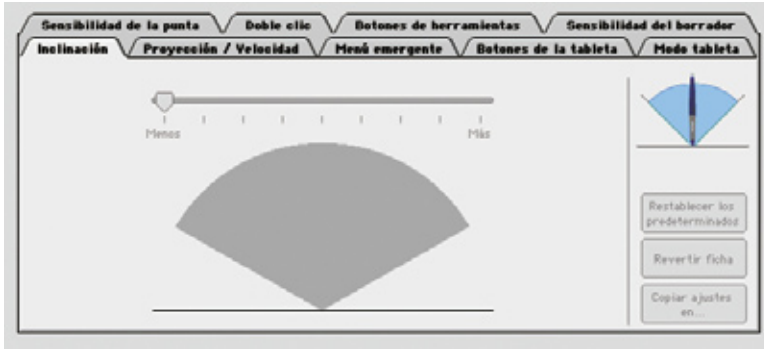 Sensibilidad de la punta Doble clic Botones de herramientas Sensibilidad del borrador
Inclinación Proyección / Velocidad Menú emergente Botones de la tableta Modo tableta
Menos Más
Restablecer los
predeterminados
Revertir ficha
Copiar ajustes
en...